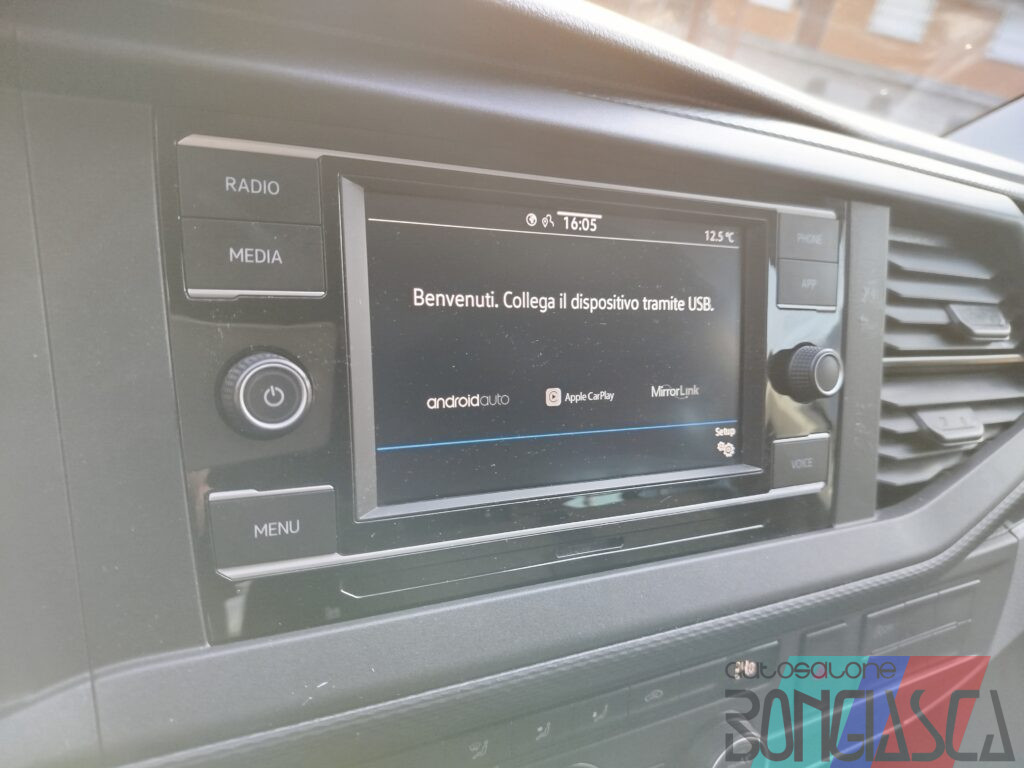 RADIO
MEDIA
MENU
16:05
12.5 °C
Benvenuti. Collega il dispositivo tramite USB.
androidauto
Apple CarPlay
MirrorLink
Setup
PHONE
APP
VOICE
autosalone
BONGIASCA